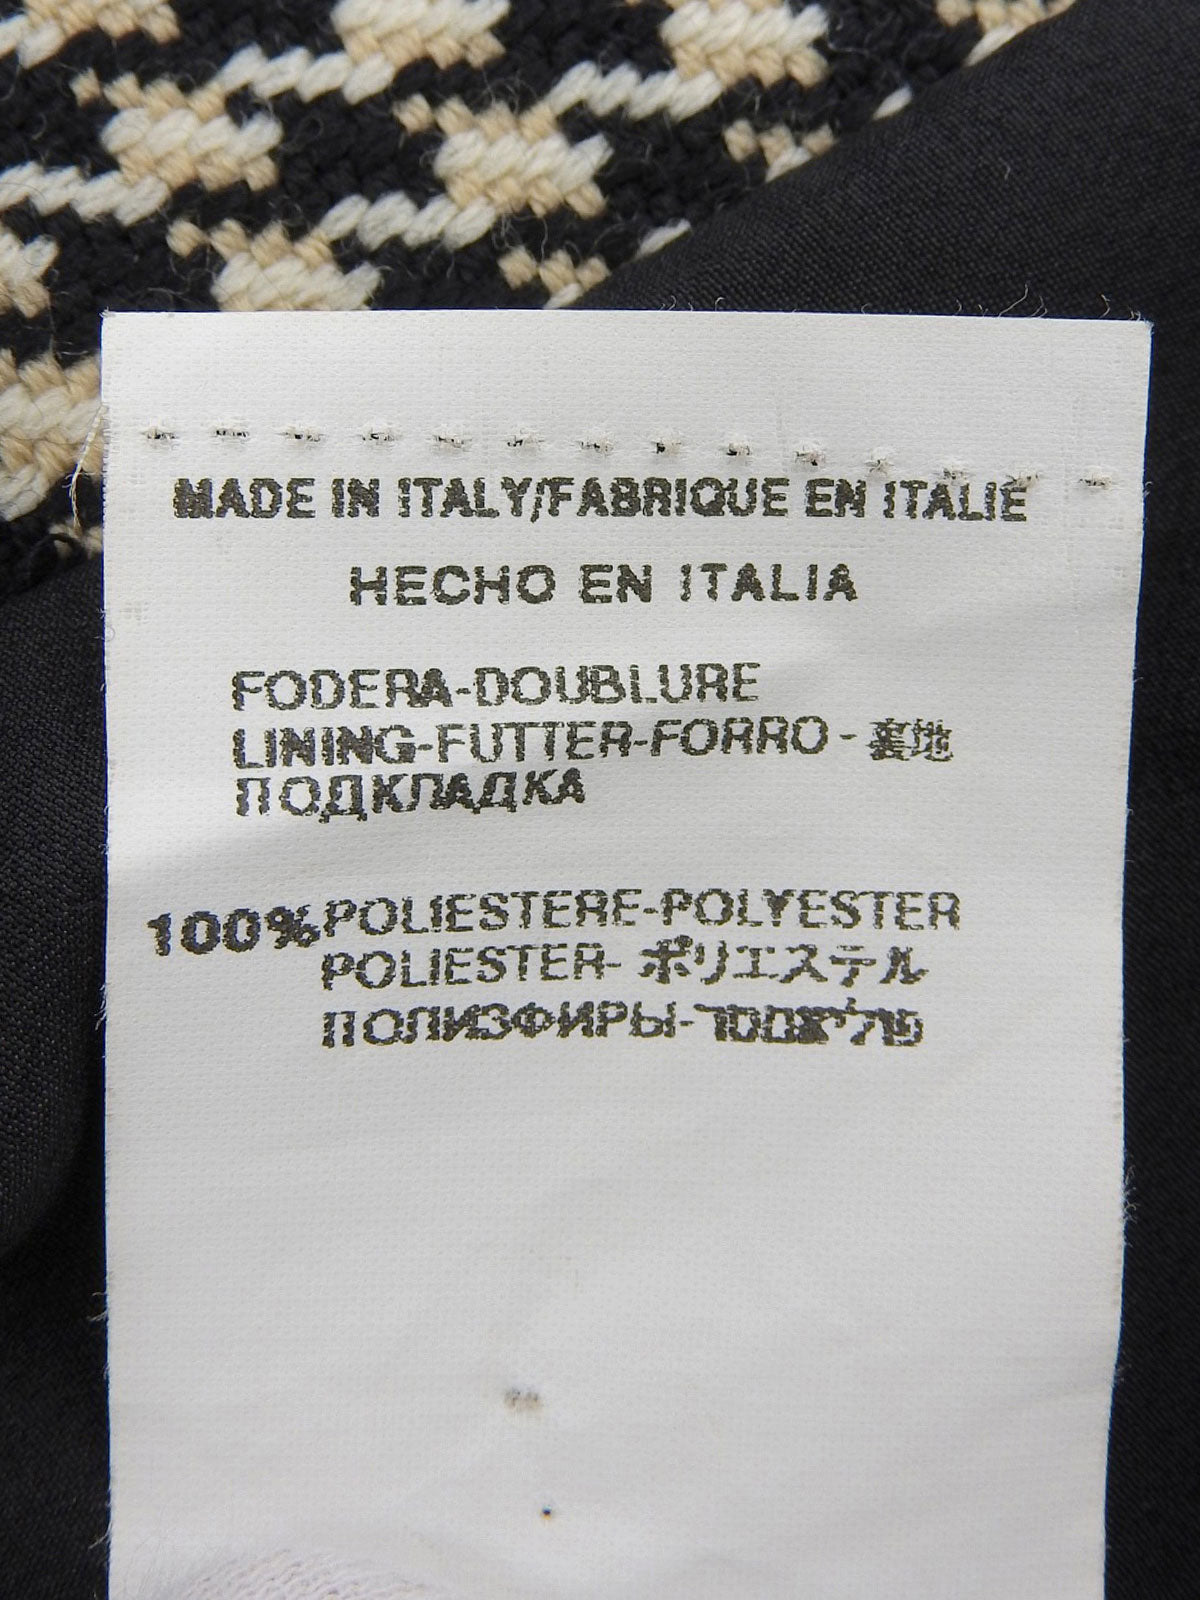 MADE IN ITALY/FABRIQUE EN ITALIE
HECHO EN ITALIA
FODERA-DOUBLURE
LINING-FUTTER-FORRO - 裏地
ПОДКЛАДКА
100% POLIESTERE-POLYESTER
POLIESTER- ポリエステル
ПОЛИЭФИРЫ-